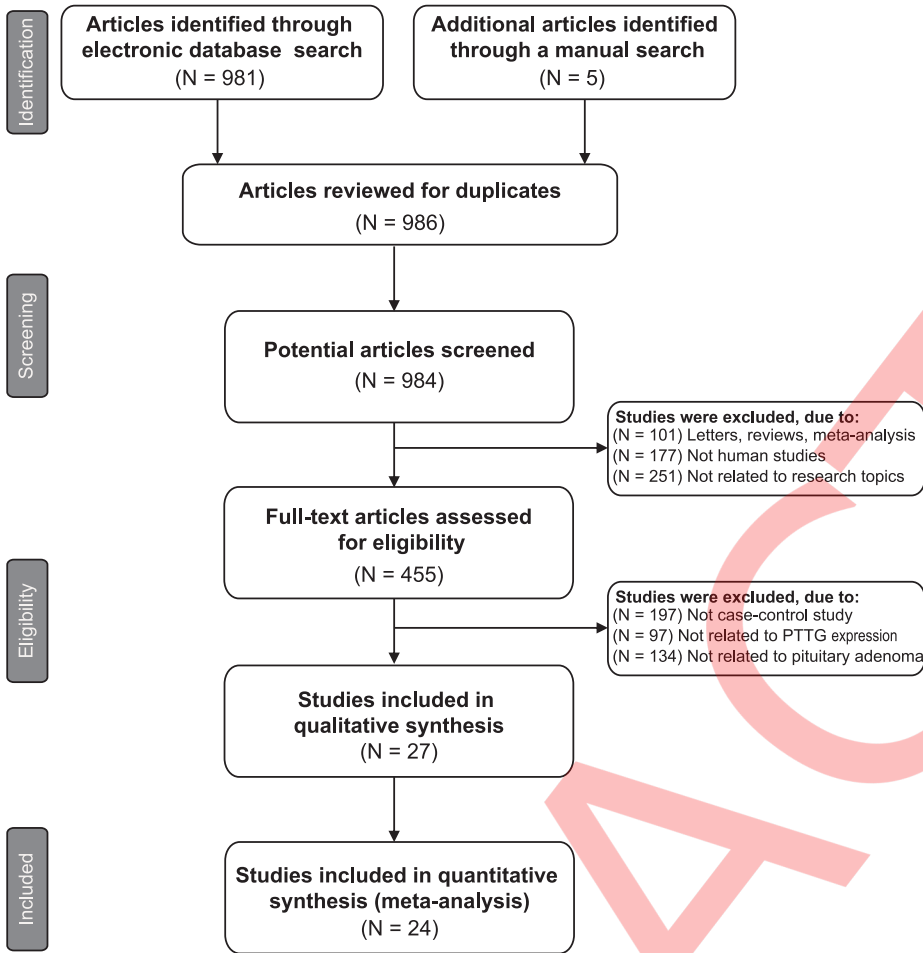 Identification
Articles identified through
electronic database search
(N = 981)
Additional articles identified
through a manual search
(N = 5)
Articles reviewed for duplicates
(N = 986)
Screening
Potential articles screened
(N = 984)
Studies were excluded, due to:
(N = 101) Letters, reviews, meta-analysis
(N = 177) Not human studies
(N = 251) Not related to research topics
Full-text articles assessed
for eligibility
(N = 455)
Eligibility
Studies were excluded, due to:
(N = 197) Not case-control study
(N = 97) Not related to PTTG expression
(N = 134) Not related to pituitary adenoma
Studies included in
qualitative synthesis
(N = 27)
Included
Studies included in quantitative
synthesis (meta-analysis)
(N = 24)